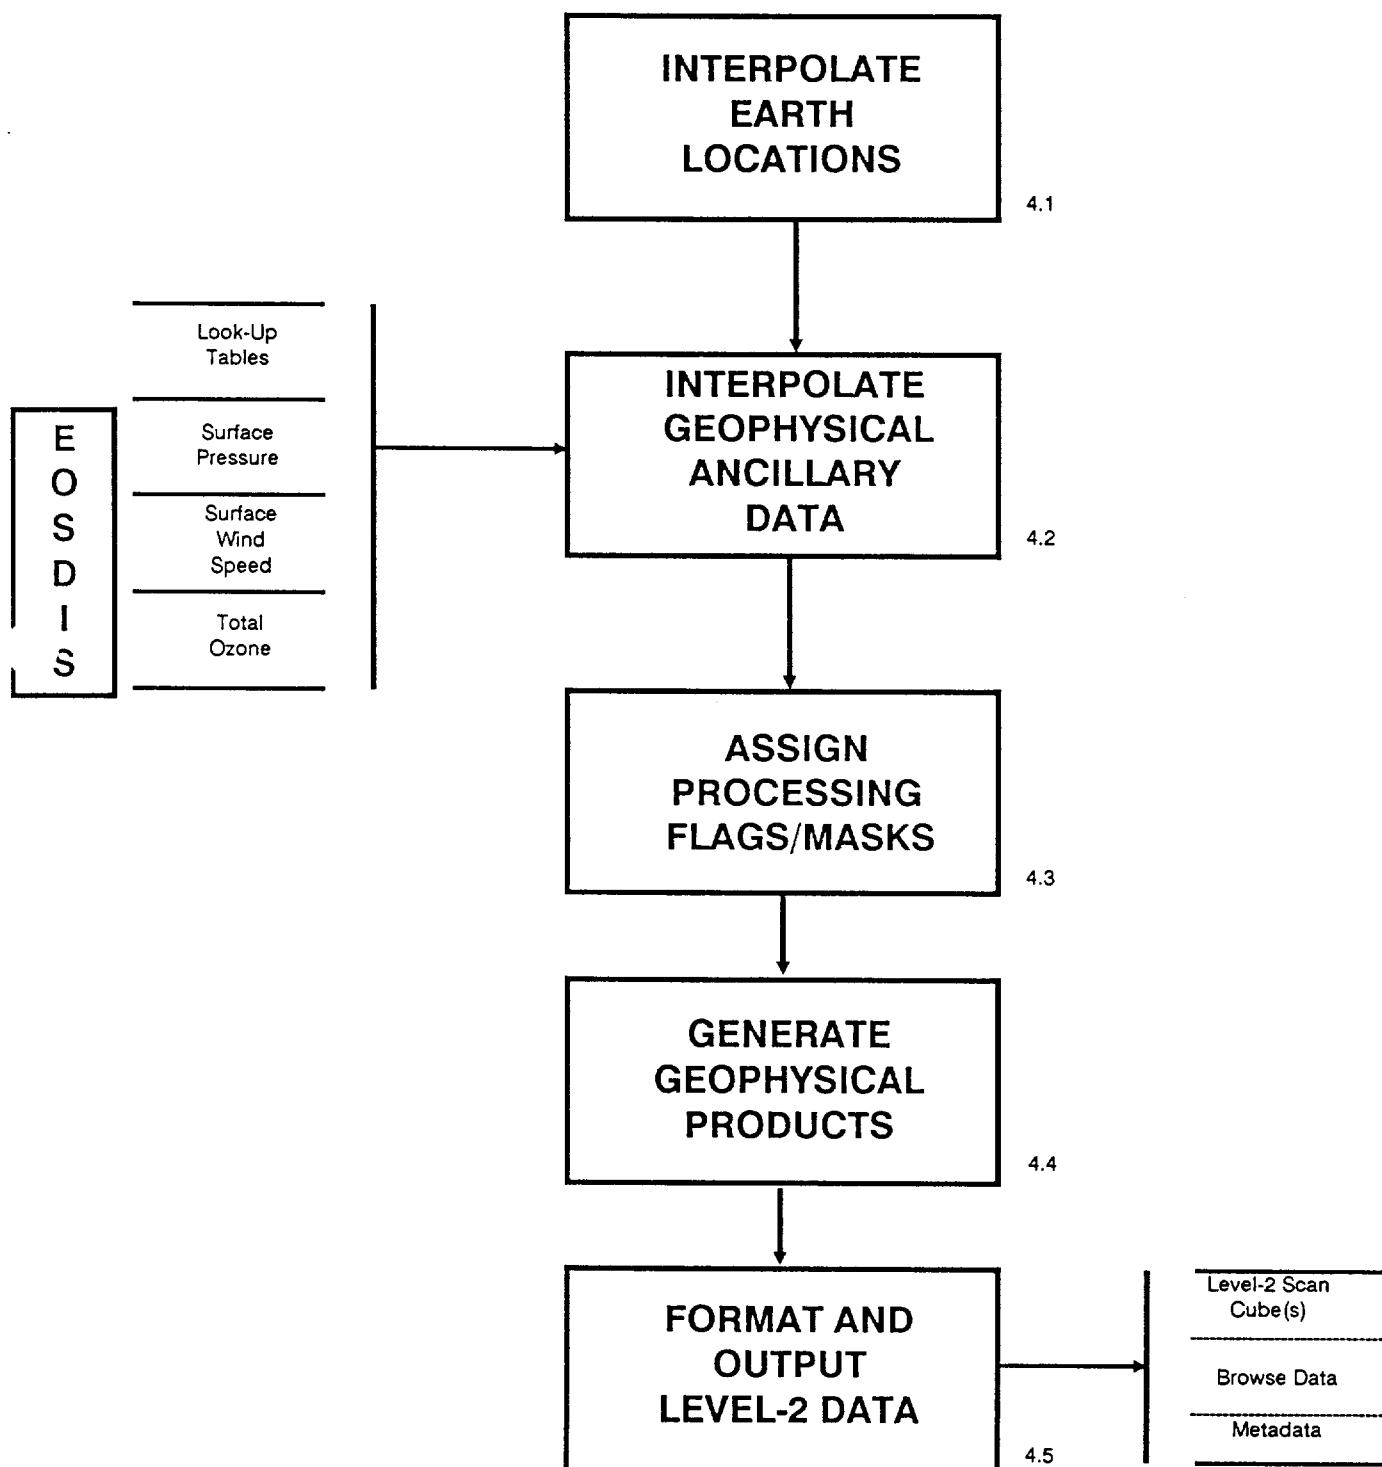 INTERPOLATE
EARTH
LOCATIONS
4.1
Look-Up
Tables
Surface
Pressure
Surface
Wind
Speed
Total
Ozone
E
O
S
D
I
S
INTERPOLATE
GEOPHYSICAL
ANCILLARY
DATA
4.2
ASSIGN
PROCESSING
FLAGS/MASKS
4.3
GENERATE
GEOPHYSICAL
PRODUCTS
4.4
FORMAT AND
OUTPUT
LEVEL-2 DATA
4.5
Level-2 Scan
Cube(s)
Browse Data
Metadata